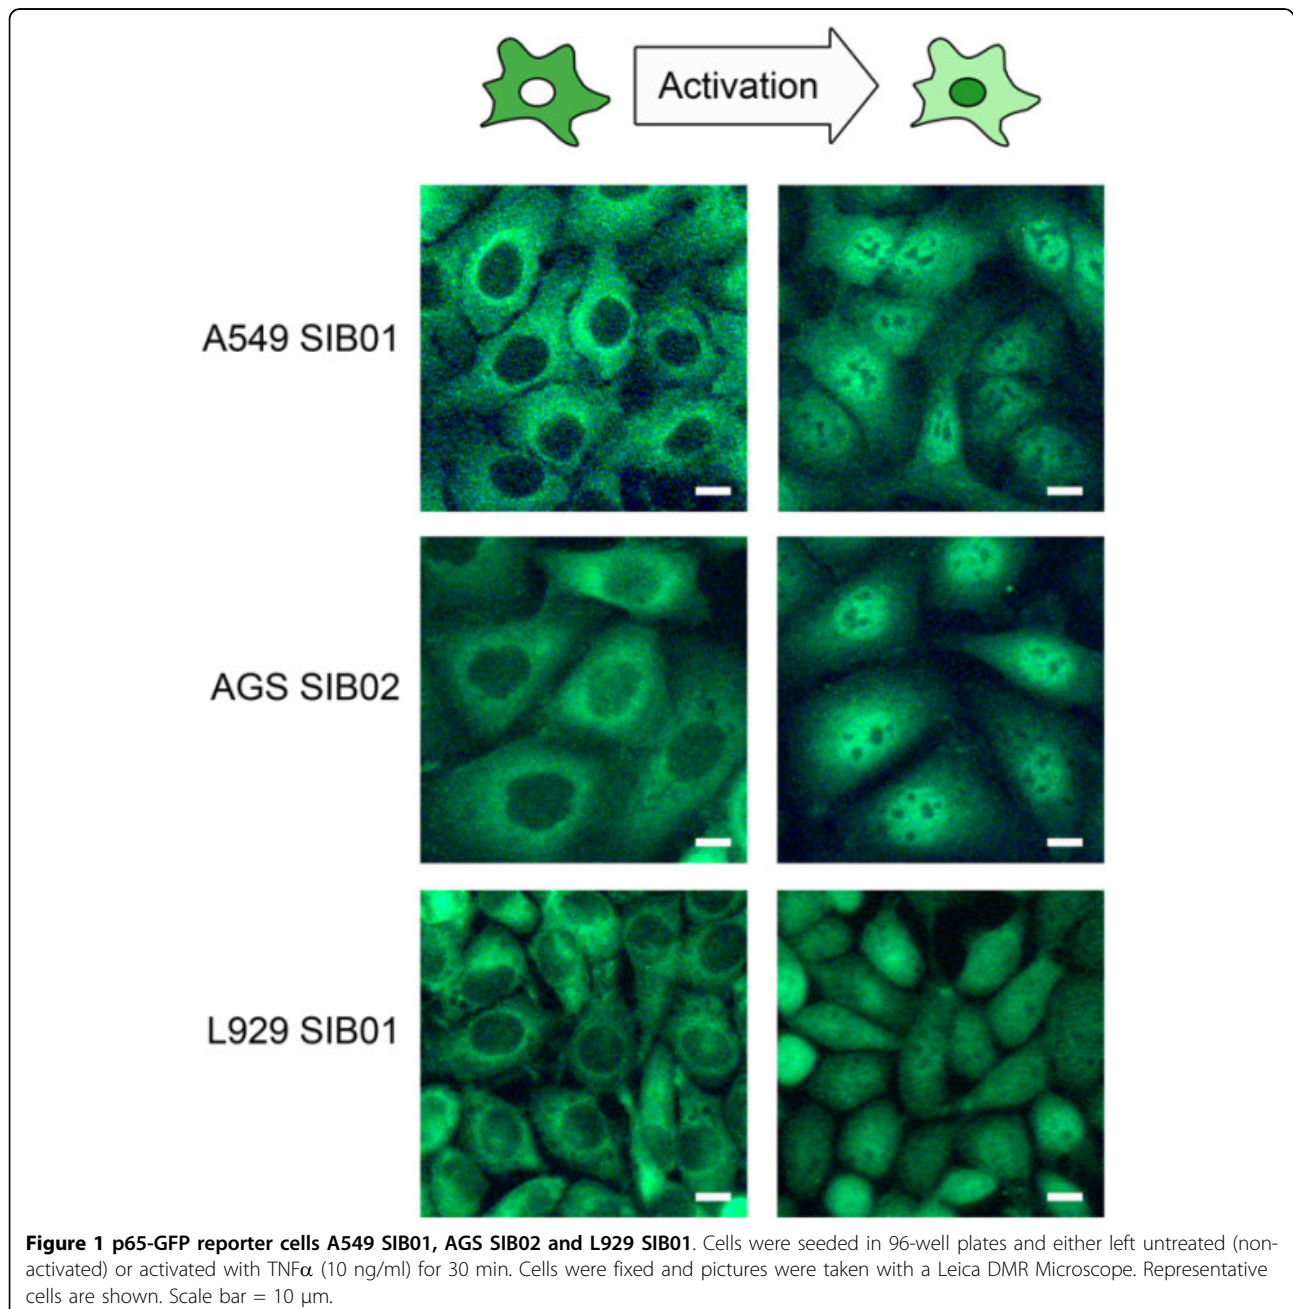 Activation
A549 SIB01
AGS SIB02
L929 SIB01
Figure 1 p65-GFP reporter cells A549 SIB01, AGS SIB02 and L929 SIB01. Cells were seeded in 96-well plates and either left untreated (non-
activated) or activated with TNFα (10 ng/ml) for 30 min. Cells were fixed and pictures were taken with a Leica DMR Microscope. Representative
cells are shown. Scale bar = 10 μm.